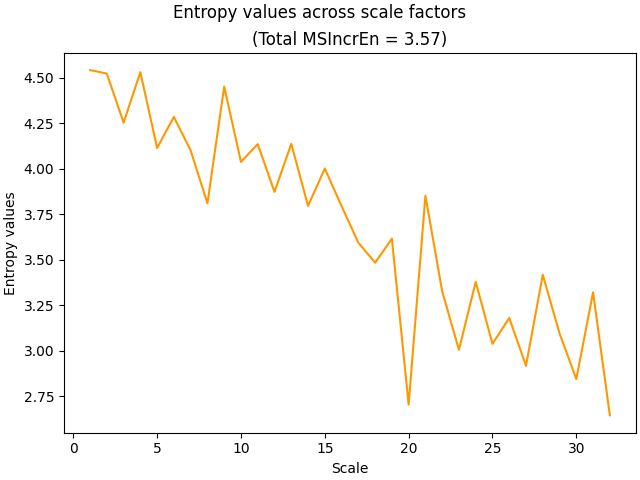 Entropy values across scale factors
(Total MSIncrEn = 3.57)
4.50
4.25
4.00
3.75
3.50
3.25
3.00
2.75
Entropy values
0 5 10 15 20 25 30
Scale